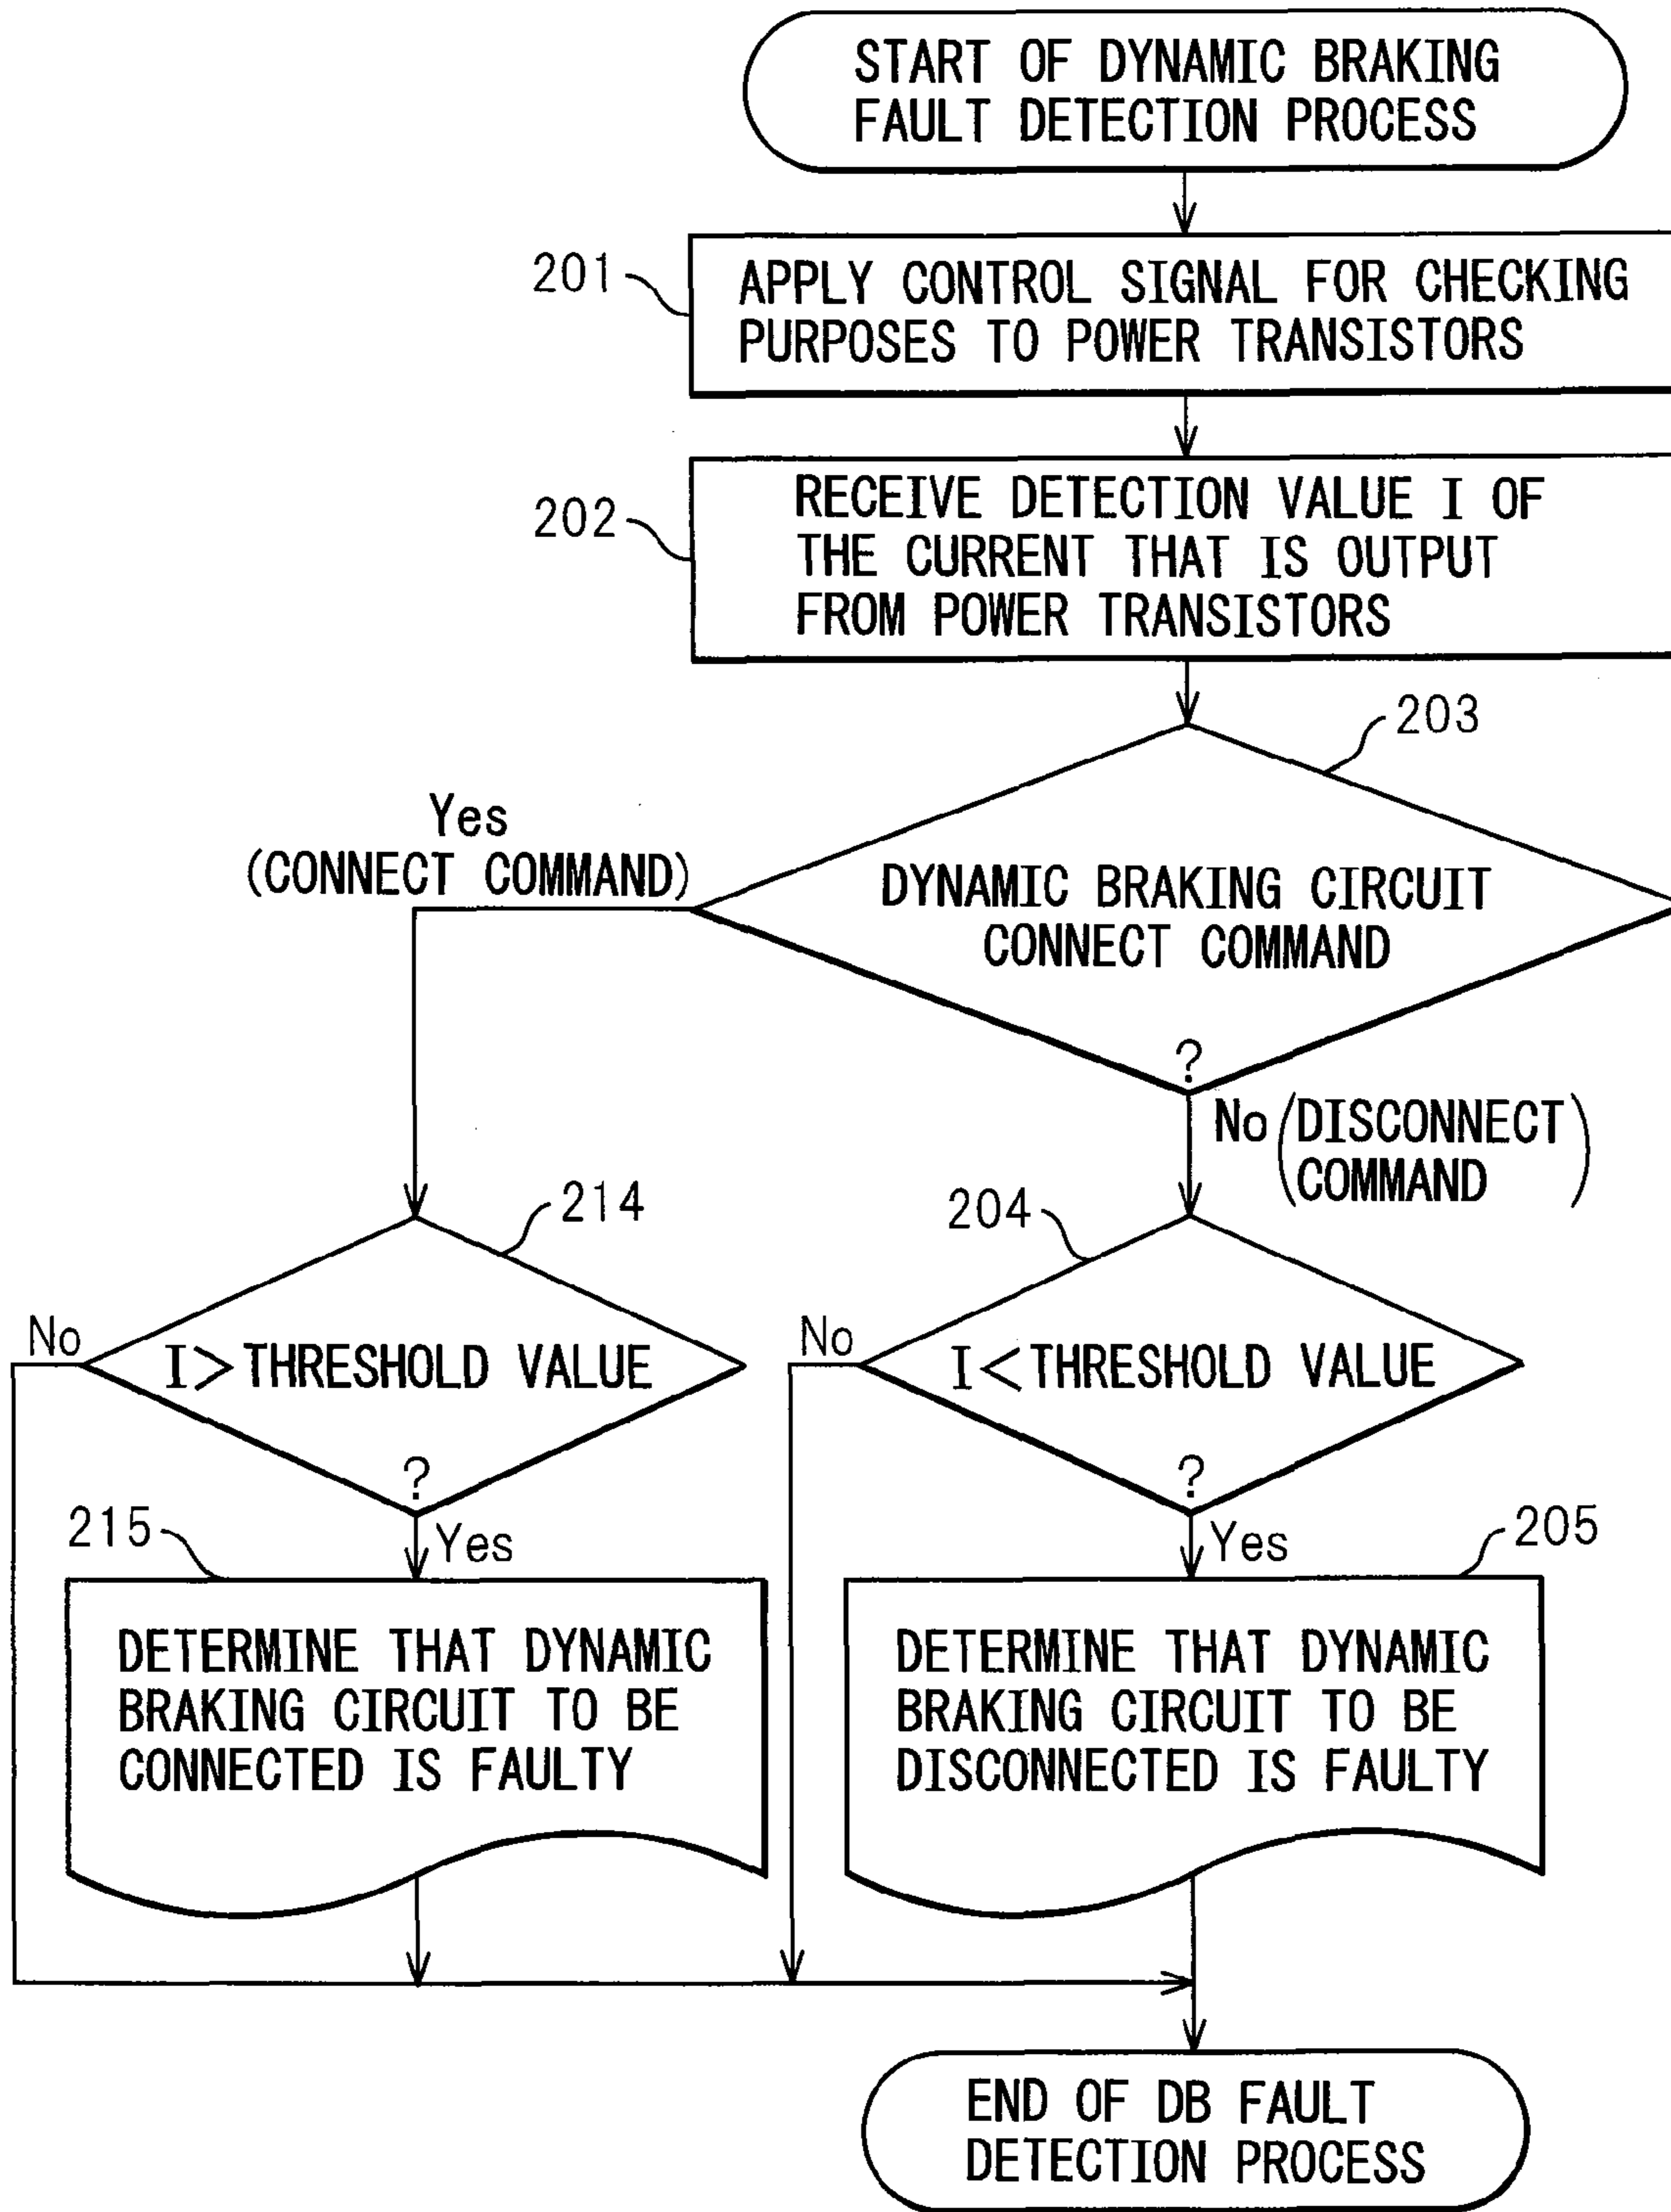 START OF DYNAMIC BRAKING
FAULT DETECTION PROCESS
201
APPLY CONTROL SIGNAL FOR CHECKING
PURPOSES TO POWER TRANSISTORS
202
RECEIVE DETECTION VALUE I OF
THE CURRENT THAT IS OUTPUT
FROM POWER TRANSISTORS
203
Yes
(CONNECT COMMAND)
DYNAMIC BRAKING CIRCUIT
CONNECT COMMAND
?
No (DISCONNECT
COMMAND)
214
204
No
I>THRESHOLD VALUE
?
No
I<THRESHOLD VALUE
?
215
Yes
Yes
205
DETERMINE THAT DYNAMIC
BRAKING CIRCUIT TO BE
CONNECTED IS FAULTY
DETERMINE THAT DYNAMIC
BRAKING CIRCUIT TO BE
DISCONNECTED IS FAULTY
END OF DB FAULT
DETECTION PROCESS